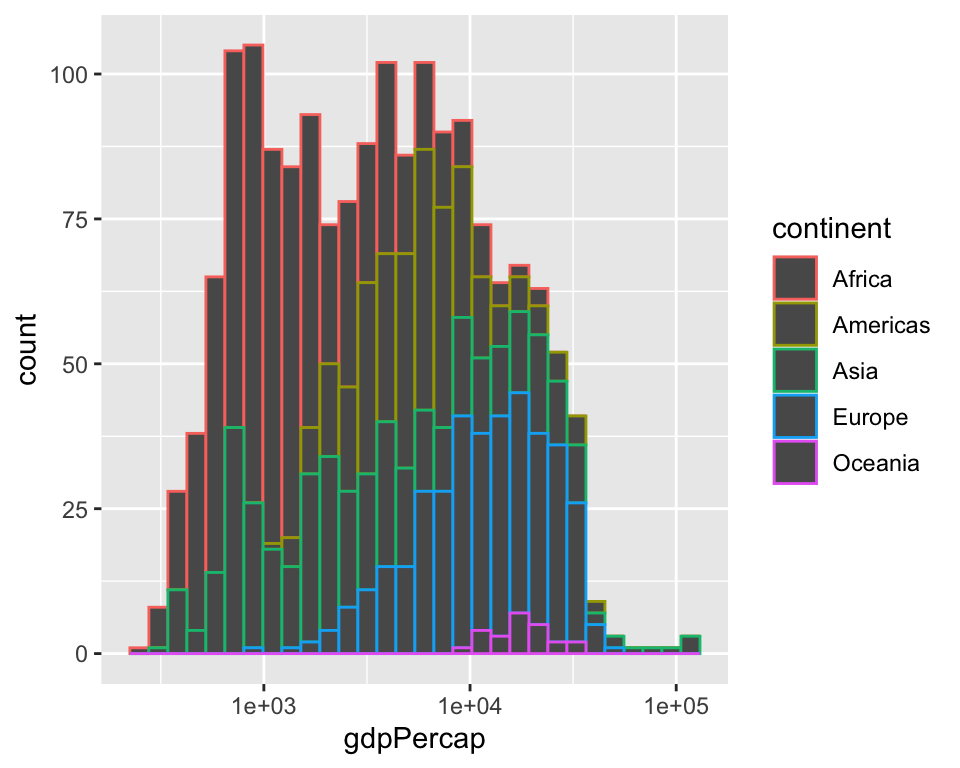 100
75
50
25
0
count
1e+03
1e+04
1e+05
gdpPercap
continent
Africa
Americas
Asia
Europe
Oceania